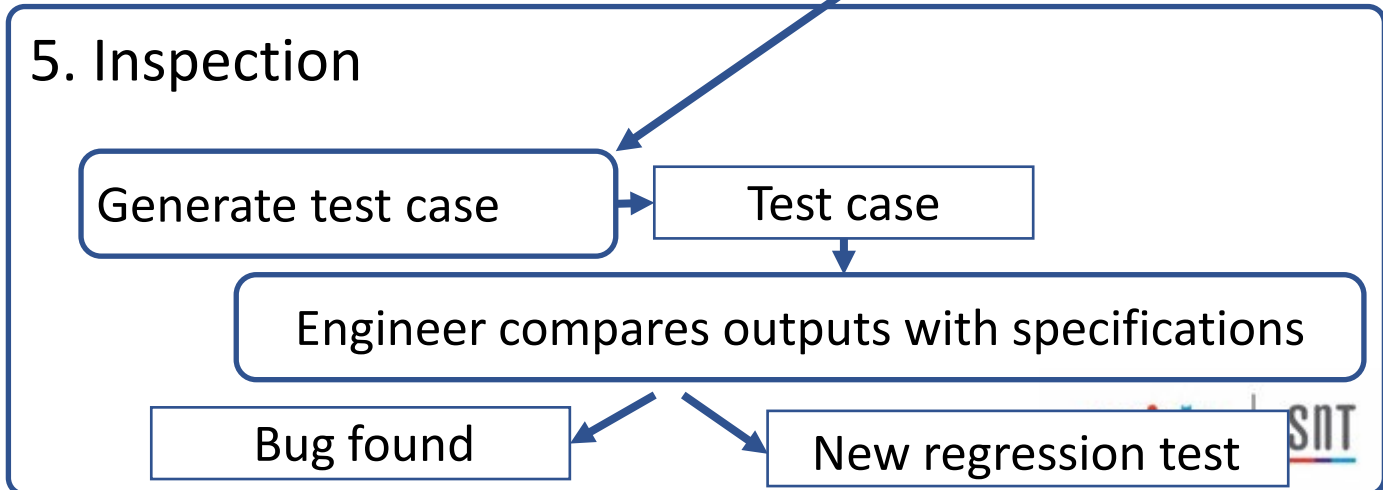 5. Inspection
Generate test case
Test case
Engineer compares outputs with specifications
Bug found
New regression test
SNT